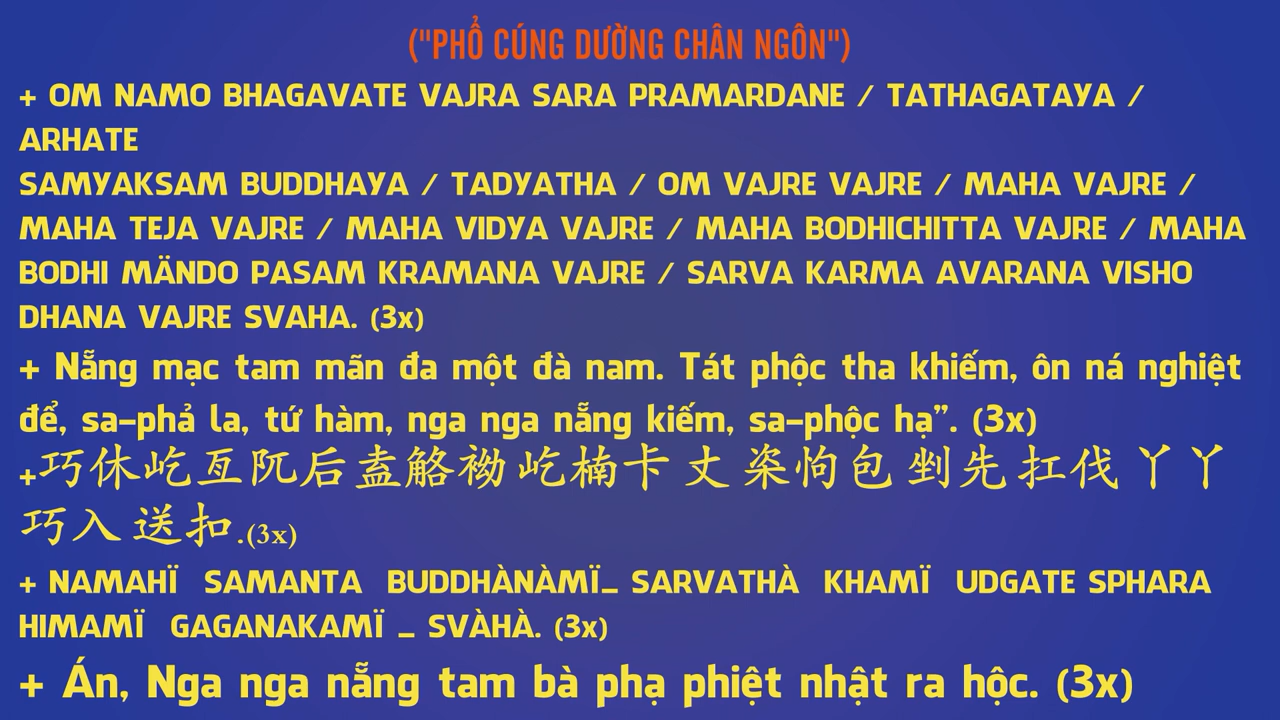 ("PHỔ CÚNG DƯỜNG CHÂN NGÔN")
+ OM NAMO BHAGAVATE VAJRA SARA PRAMARDANE / TATHAGATAYA /
ARHATE
SAMYAKSAM BUDDHAYA / TADYATHA / OM VAJRE VAJRE / MAHA VAJRE /
MAHA TEJA VAJRE / MAHA VIDYA VAJRE / MAHA BODHICHITTA VAJRE / MAHA
BODHI MÄNDO PASAM KRAMANA VAJRE / SARVA KARMA AVARANA VISHO
DHANA VAJRE SVAHA. (3x)
+ Nẵng mạc tam mãn đa một đà nam. Tát phộc tha khiếm, ôn ná nghiệt
để, sa-phả la, tứ hàm, nga nga nẵng kiếm, sa-phộc hạ”. (3x)
+巧休屹亙阢后盍觡袎屹楠卡丈 栥怐包 剉先扛伐 丫丫
巧入送扣.(3x)
+ NAMAHÏ SAMANTA BUDDHÀNÀMÏ_ SARVATHÀ KHAMÏ UDGATE SPHARA
HIMAMÏ GAGANAKAMÏ _ SVÀHÀ. (3x)
+ Án, Nga nga nẵng tam bà phạ phiệt nhật ra hộc. (3x)